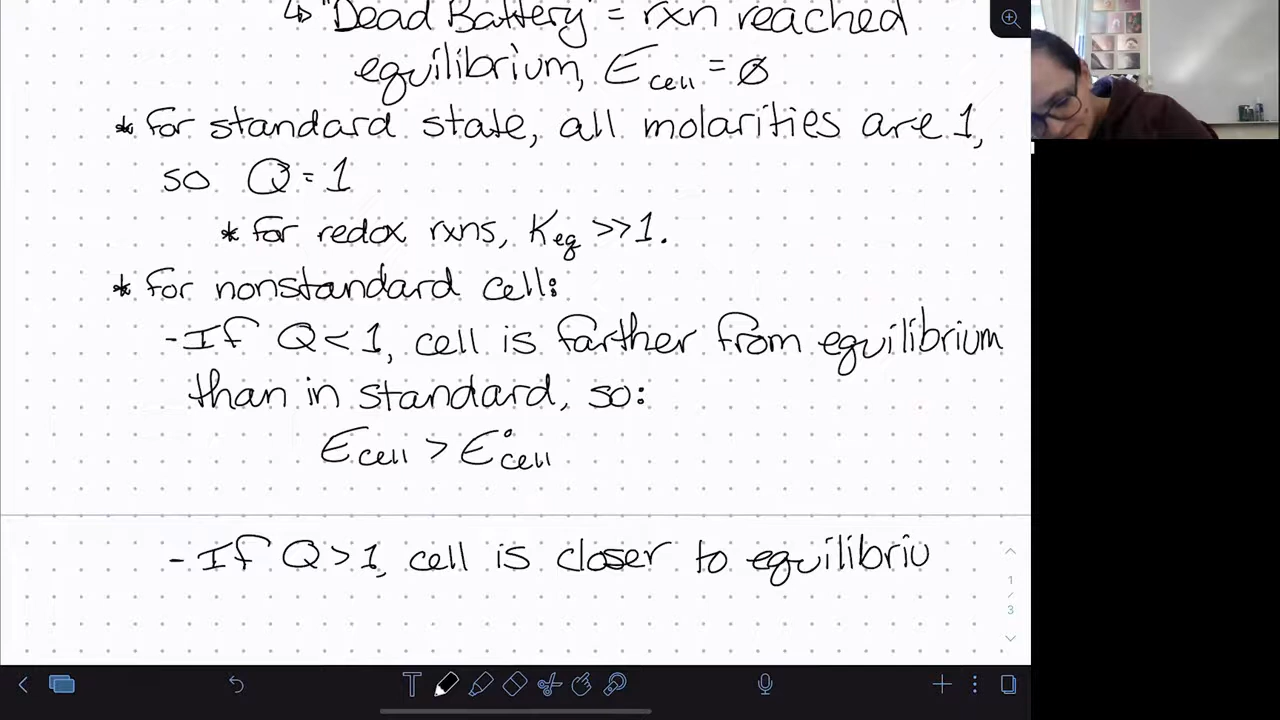 ↳ "Dead Battery" = rxn reached
equilibrium, Ecell = ∅
* for standard state, all molarities are 1,
so Q = 1
* for redox rxns, Keq >> 1.
* for nonstandard cell:
- If Q < 1, cell is farther from equilibrium
than in standard, so:
Ecell > E°cell
- If Q > 1, cell is closer to equilibriu
1
/
3
T